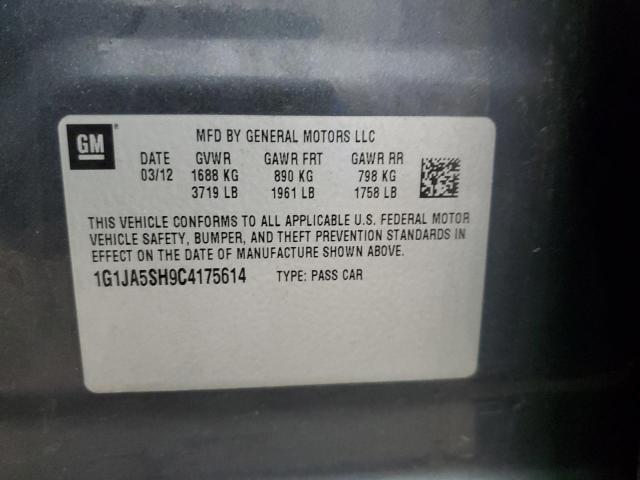 GM
MFD BY GENERAL MOTORS LLC
DATE GVWR GAWR FRT GAWR RR
03/12 1688 KG 890 KG 798 KG
3719 LB 1961 LB 1758 LB
THIS VEHICLE CONFORMS TO ALL APPLICABLE U.S. FEDERAL MOTOR
VEHICLE SAFETY, BUMPER, AND THEFT PREVENTION STANDARDS IN
EFFECT ON THE DATE OF MANUFACTURE SHOWN ABOVE.
1G1JA5SH9C4175614 TYPE: PASS CAR